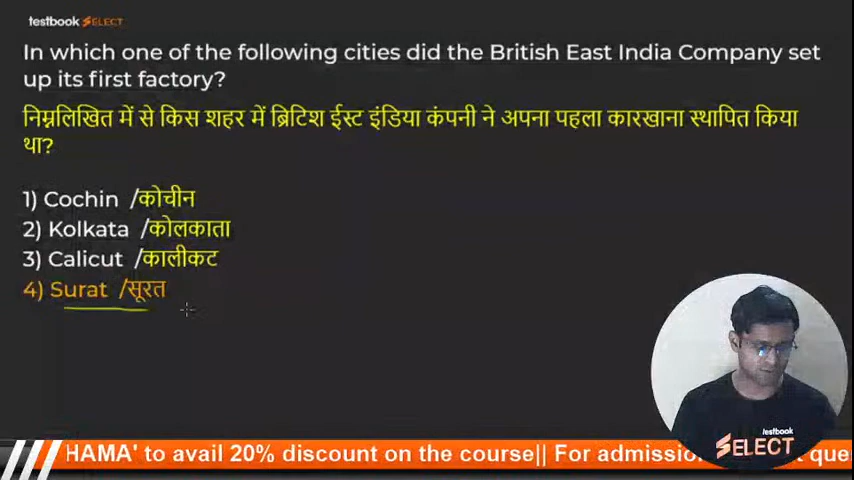 testbook SELECT
In which one of the following cities did the British East India Company set
up its first factory?
निम्नलिखित में से किस शहर में ब्रिटिश ईस्ट इंडिया कंपनी ने अपना पहला कारखाना स्थापित किया
था?
1) Cochin /कोचीन
2) Kolkata /कोलकाता
3) Calicut /कालीकट
4) Surat /सूरत
testbook
SELECT
HAMA' to avail 20% discount on the course|| For admission